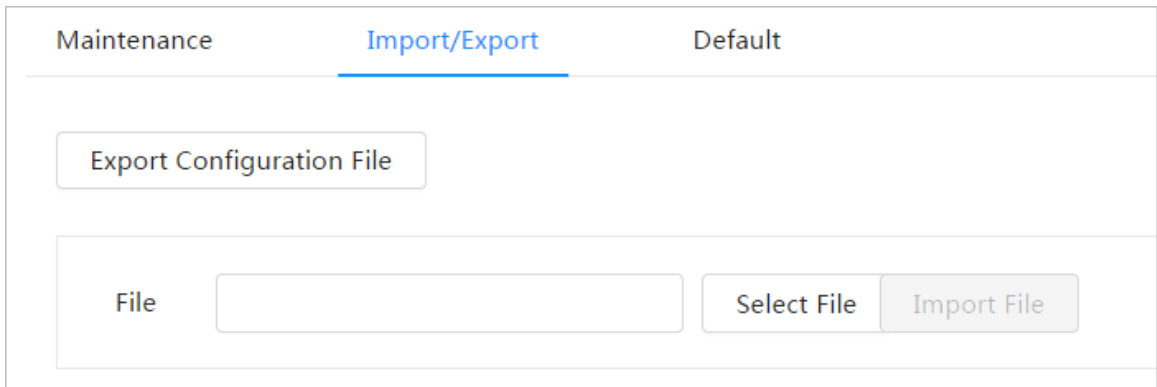 Maintenance Import/Export Default
Export Configuration File
File Select File Import File